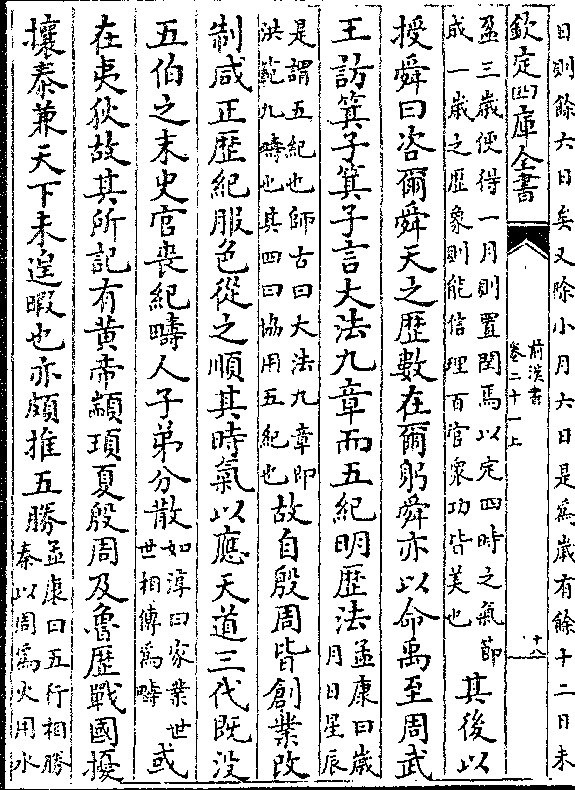 日則餘六日矣又除小月六日是為歳有餘十二日未
欽定四庫全書
前漢書
卷二十一上
十八
盈三歳便得一月則置閏焉以定四時之氣節
成一歳之歴象則能信理百官衆功皆美也
其後以
授舜曰咨爾舜天之歴數在爾躬舜亦以命禹至周武
王訪箕子箕子言大法九章而五紀明歴法
孟康曰歳
月日星辰
是謂五紀也師古曰大法九章即
洪範九疇也其四曰協用五紀也
故自殷周皆創業改
制咸正歴紀服色從之順其時氣以應天道三代既没
五伯之末史官喪紀疇人子弟分散
如淳曰家業世
世相傳為疇
或
在夷狄故其所記有黄帝顓頊夏殷周及魯歴戰國擾
攘秦兼天下未遑暇也亦頗推五勝
孟康曰五行相勝
秦以周為火用水